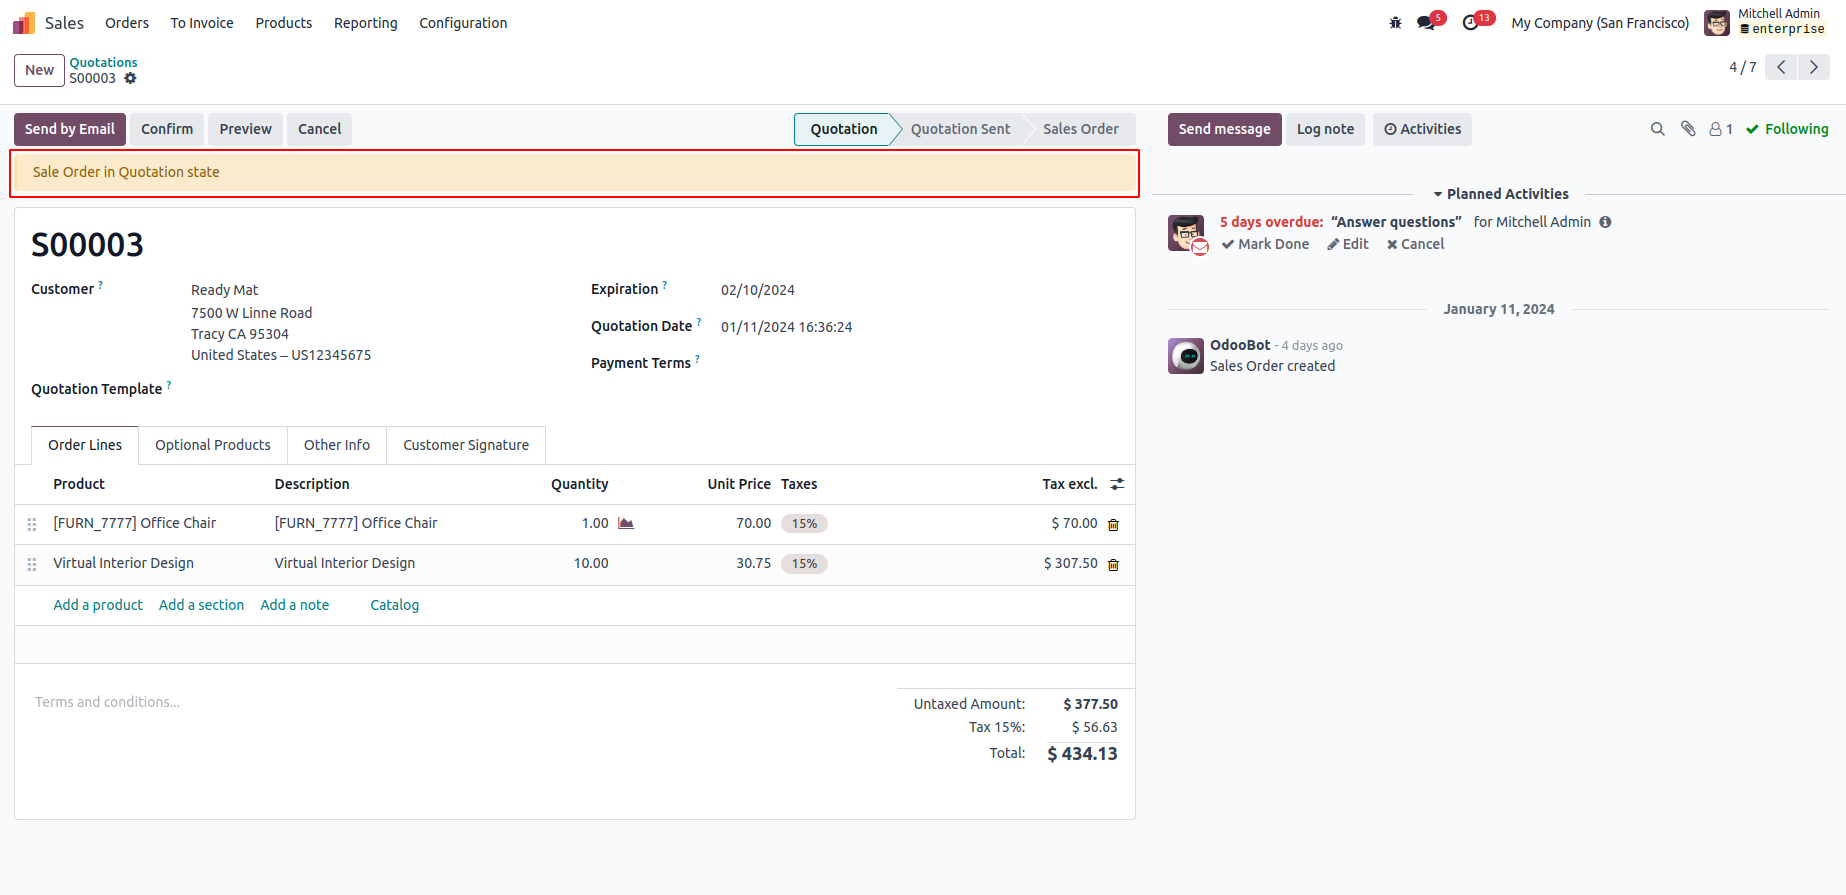 Sales Orders To Invoice Products Reporting Configuration 5 13 My Company (San Francisco) Mitchell Admin
enterprise
New Quotations
S00003
4 / 7
Send by Email Confirm Preview Cancel Quotation Quotation Sent Sales Order
Sale Order in Quotation state
S00003
Customer ? Ready Mat
7500 W Linne Road
Tracy CA 95304
United States – US12345675
Quotation Template ?
Expiration ? 02/10/2024
Quotation Date ? 01/11/2024 16:36:24
Payment Terms ?
Order Lines Optional Products Other Info Customer Signature
Product Description Quantity Unit Price Taxes Tax excl.
[FURN_7777] Office Chair [FURN_7777] Office Chair 1.00 70.00 15% $ 70.00
Virtual Interior Design Virtual Interior Design 10.00 30.75 15% $ 307.50
Add a product Add a section Add a note Catalog
Terms and conditions...
Untaxed Amount: $ 377.50
Tax 15%: $ 56.63
Total: $ 434.13
Send message Log note Activities 1 Following
Planned Activities
5 days overdue: “Answer questions” for Mitchell Admin
Mark Done Edit Cancel
January 11, 2024
OdooBot - 4 days ago
Sales Order created